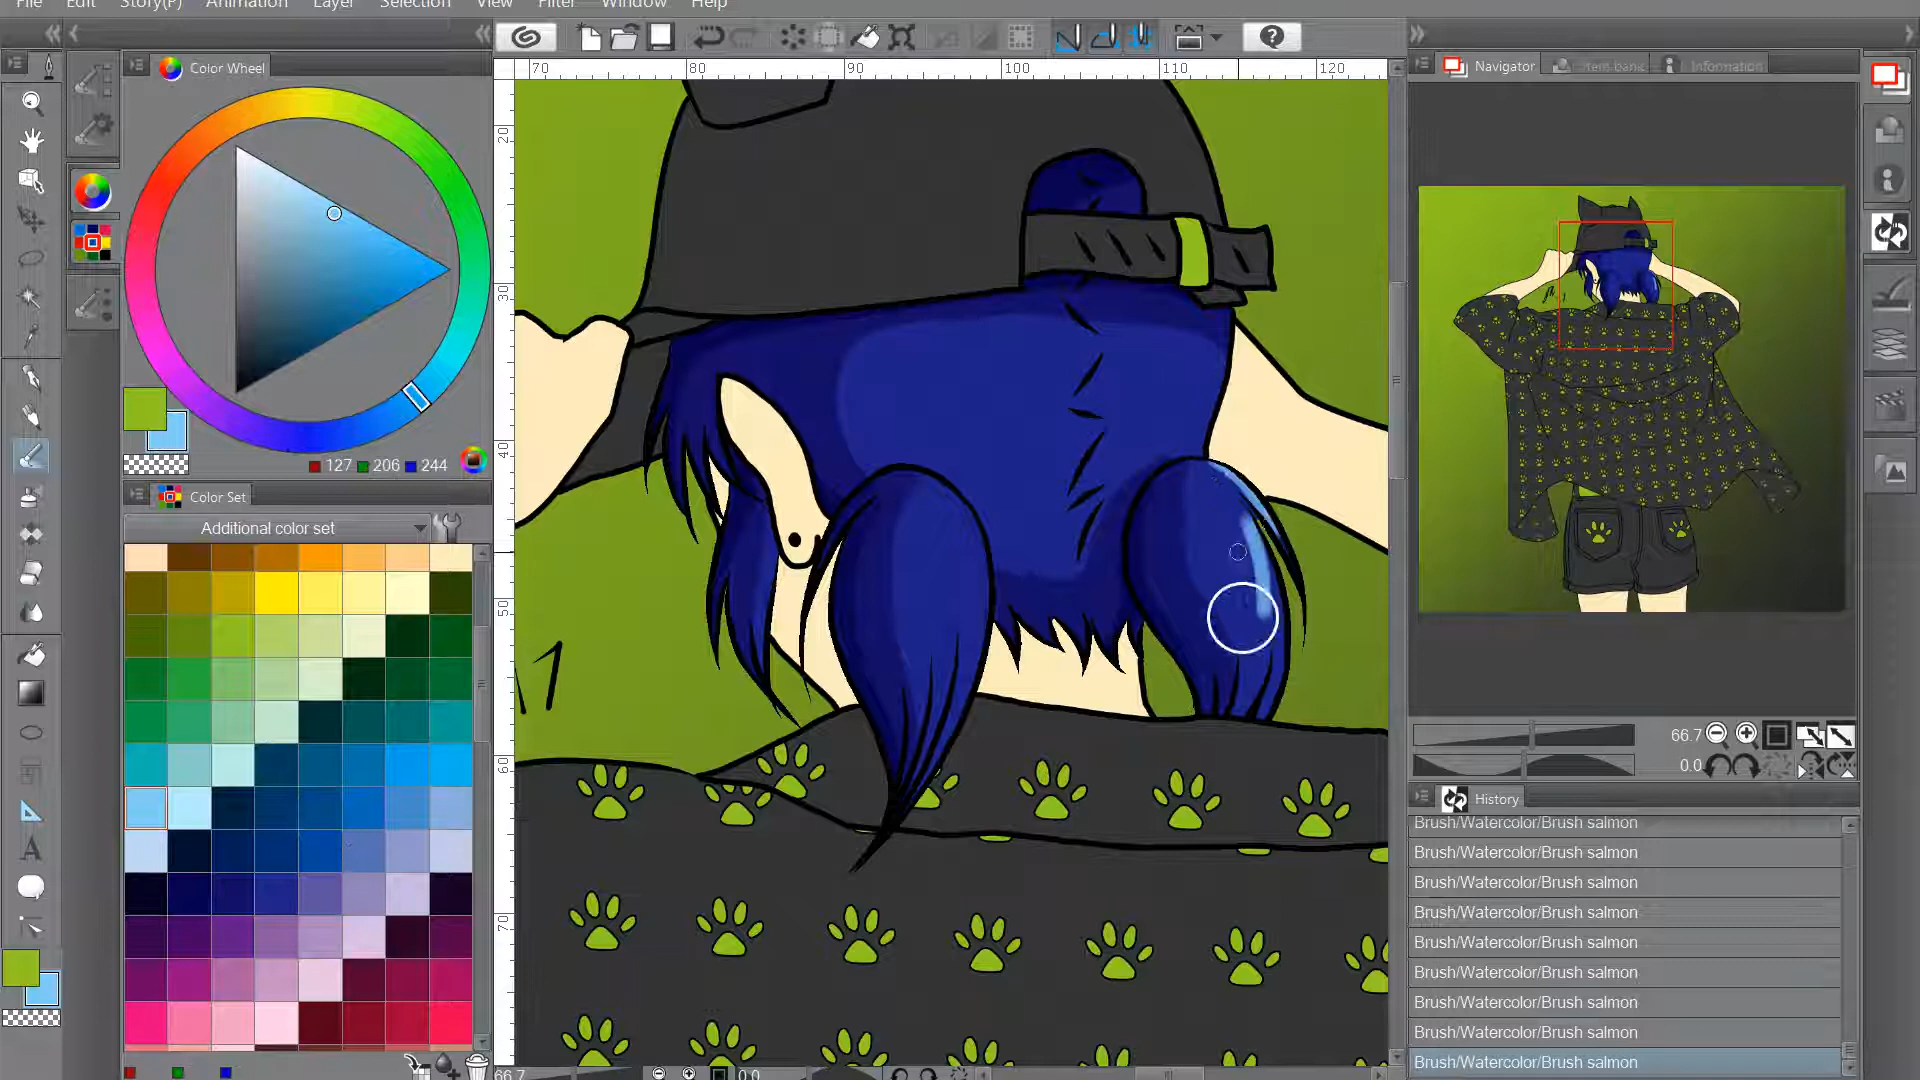 File Edit Story(P) Animation Layer Selection View Filter Window Help
Color Wheel
70 80 90 100 110 120
Navigator Information
20
30
40
50
60
70
127 206 244
Color Set
Additional color set
66.7
0.0
History
Brush/Watercolor/Brush salmon
Brush/Watercolor/Brush salmon
Brush/Watercolor/Brush salmon
Brush/Watercolor/Brush salmon
Brush/Watercolor/Brush salmon
Brush/Watercolor/Brush salmon
Brush/Watercolor/Brush salmon
Brush/Watercolor/Brush salmon
Brush/Watercolor/Brush salmon
66.7 0.0